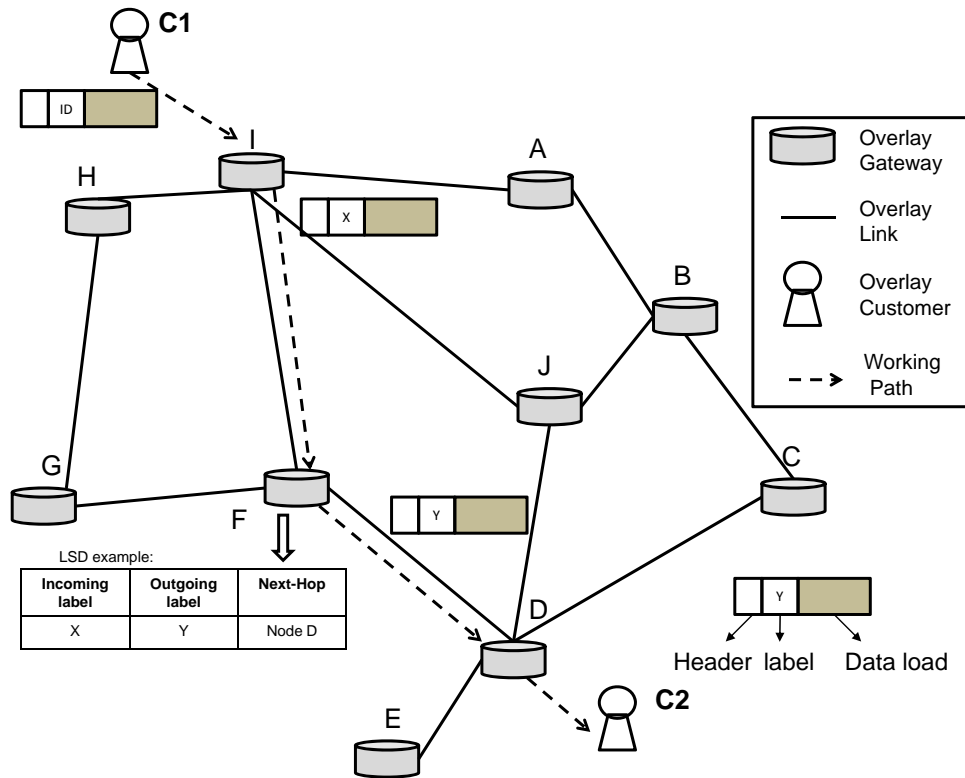 C1
ID
I
A
H
X
B
J
G
F
C
Y
D
E
C2
Overlay
Gateway
Overlay
Link
Overlay
Customer
Working
Path
LSD example:
Incoming label Outgoing label Next-Hop
X Y Node D
Y
Header label Data load